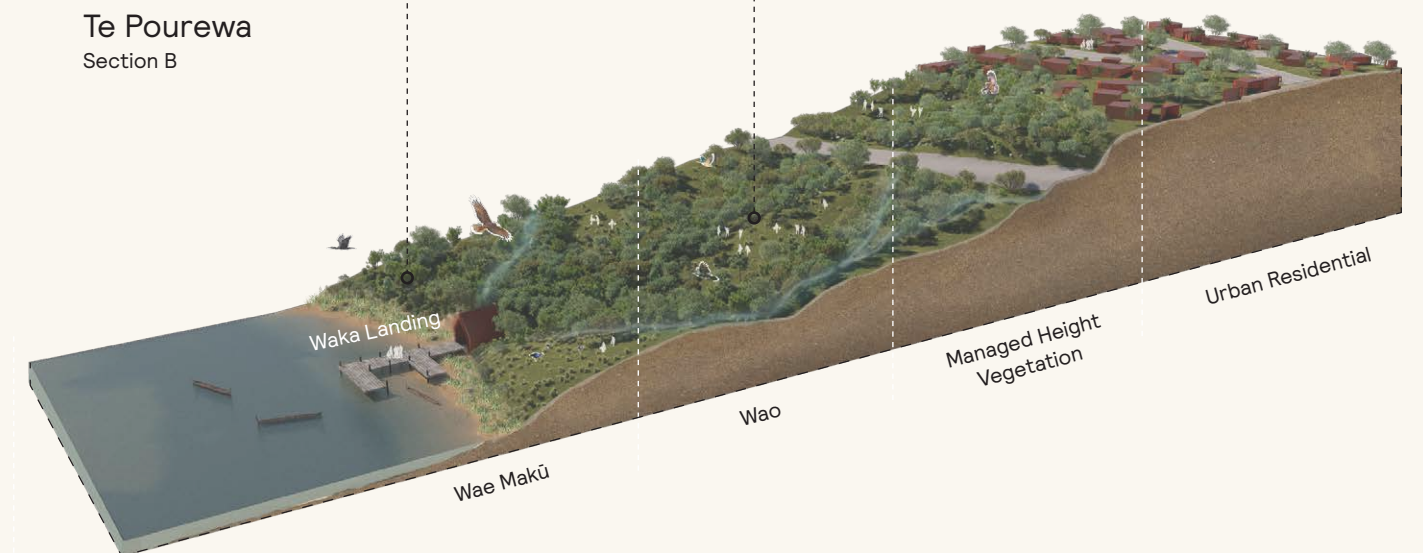 Te Pourewa
Section B
Waka Landing
Wae Makū
Wao
Managed Height
Vegetation
Urban Residential